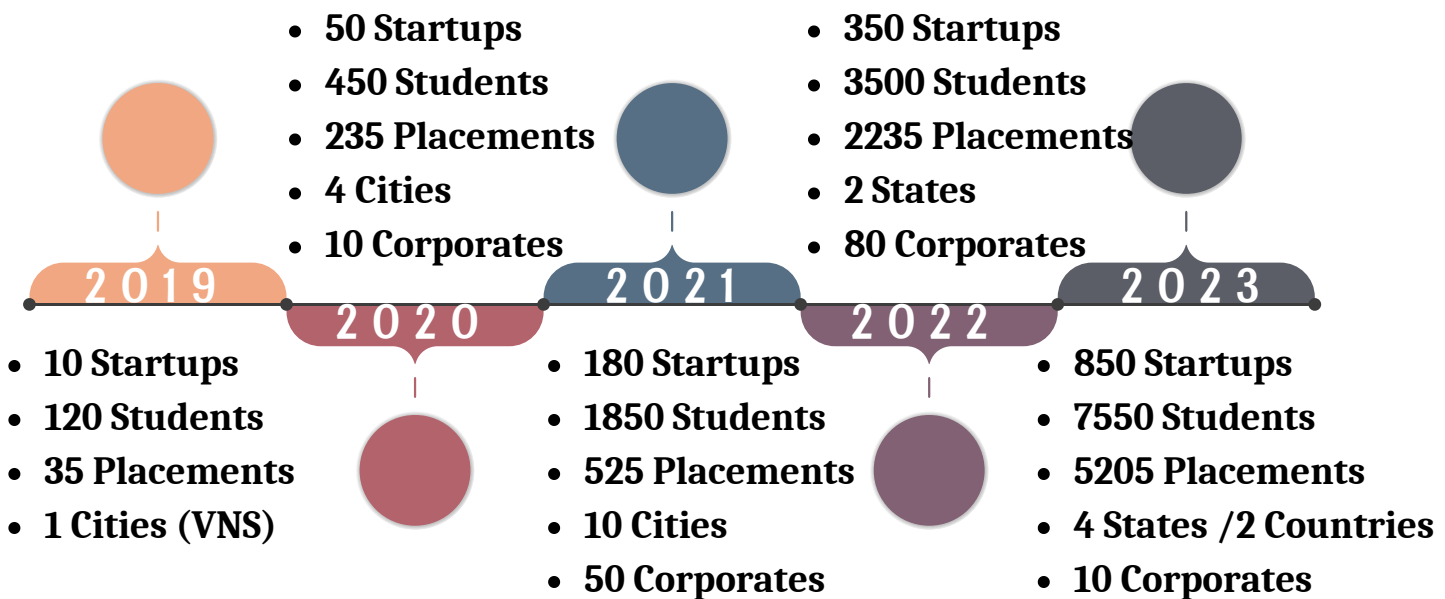 2019
• 10 Startups
• 120 Students
• 35 Placements
• 1 Cities (VNS)
• 50 Startups
• 450 Students
• 235 Placements
• 4 Cities
• 10 Corporates
2020
2021
• 180 Startups
• 1850 Students
• 525 Placements
• 10 Cities
• 50 Corporates
• 350 Startups
• 3500 Students
• 2235 Placements
• 2 States
• 80 Corporates
2022
2023
• 850 Startups
• 7550 Students
• 5205 Placements
• 4 States /2 Countries
• 10 Corporates